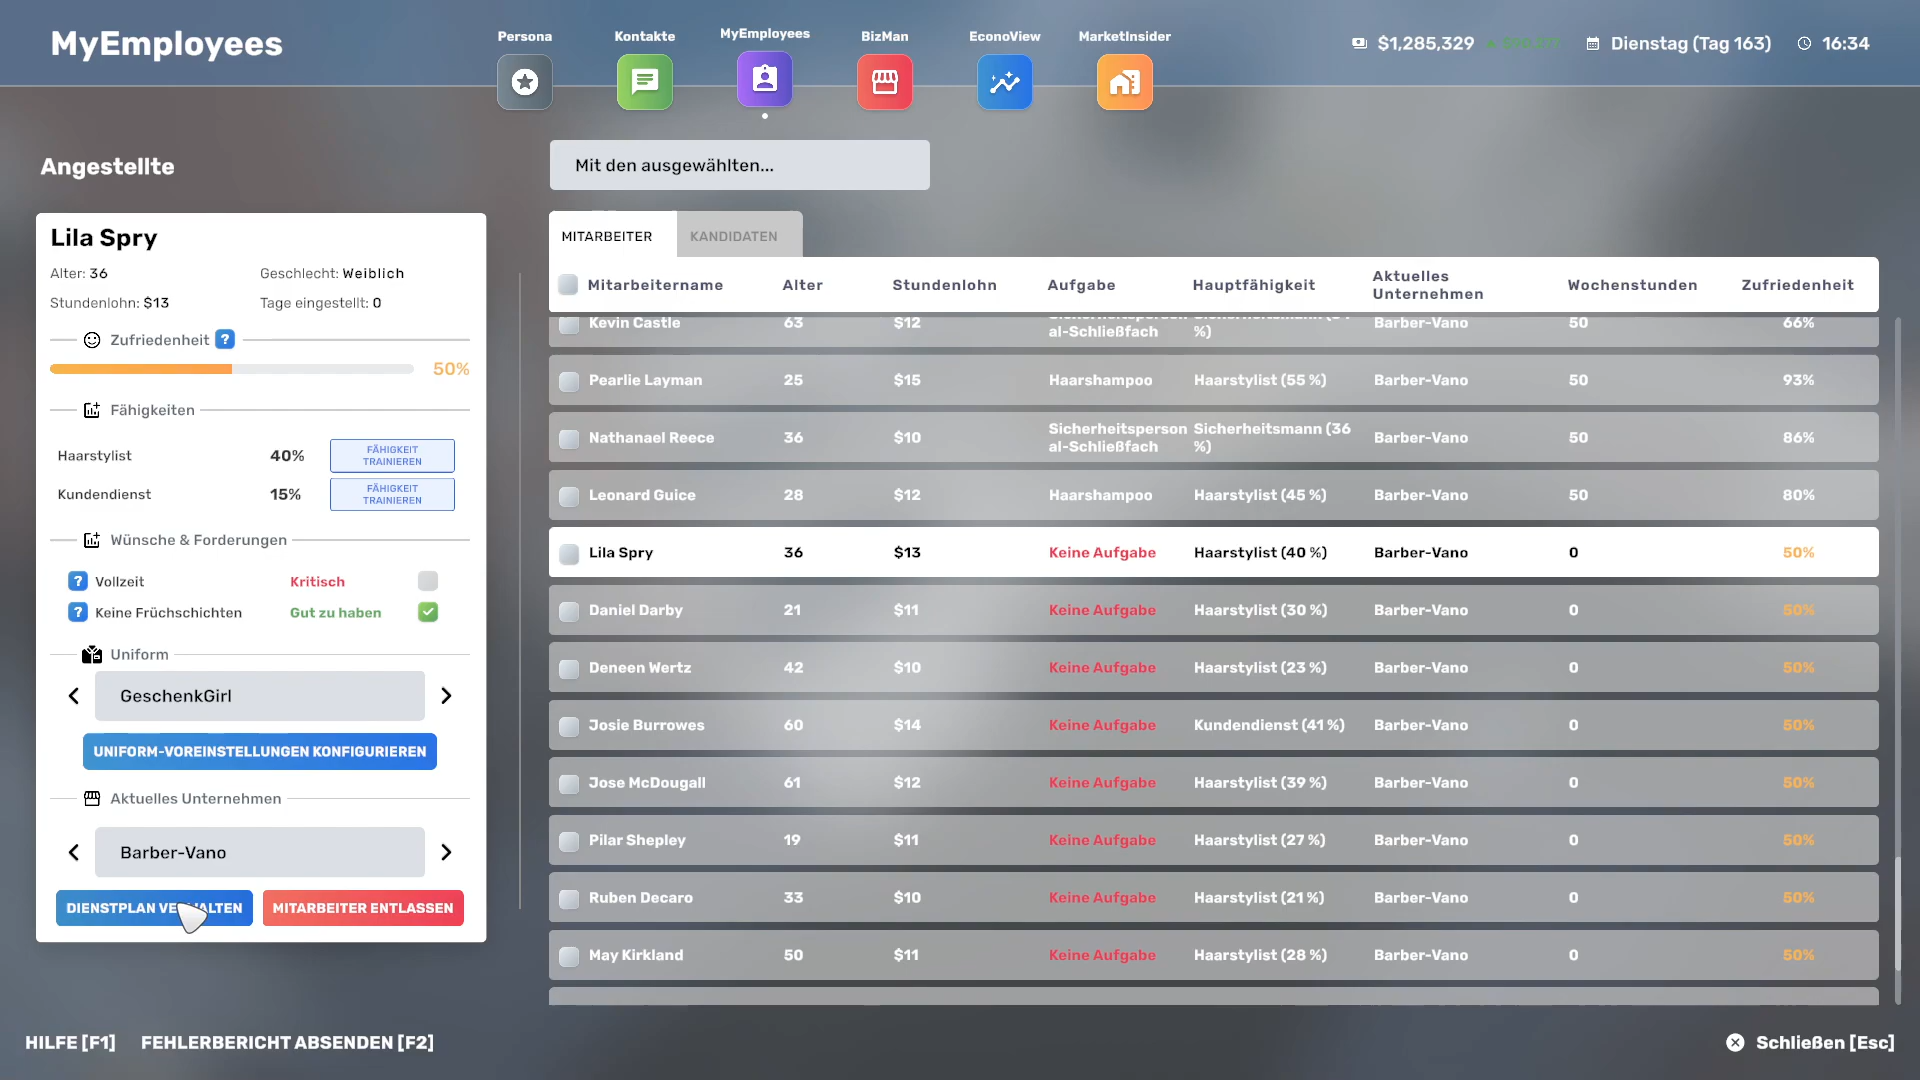 MyEmployees
Persona
Kontakte
MyEmployees
BizMan
EconoView
MarketInsider
$1,285,329
Dienstag (Tag 163)
16:34
Angestellte
Mit den ausgewählten...
Lila Spry
Alter: 36
Geschlecht: Weiblich
Stundenlohn: $13
Tage eingestellt: 0
Zufriedenheit ?
50%
Fähigkeiten
Haarstylist 40% FÄHIGKEIT
TRAINIEREN
Kundendienst 15% FÄHIGKEIT
TRAINIEREN
Wünsche & Forderungen
? Vollzeit Kritisch
? Keine Früchschichten Gut zu haben
Uniform
GeschenkGirl
UNIFORM-VOREINSTELLUNGEN KONFIGURIEREN
Aktuelles Unternehmen
Barber-Vano
DIENSTPLAN
MITARBEITER ENTLASSEN
MITARBEITER KANDIDATEN
Mitarbeitername Alter Stundenlohn Aufgabe Hauptfähigkeit Aktuelles
Unternehmen Wochenstunden Zufriedenheit
Kevin Castle 63 $12 al-Schließfach %) Barber-Vano 50 66%
Pearlie Layman 25 $15 Haarshampoo Haarstylist (55 %) Barber-Vano 50 93%
Nathanael Reece 36 $10 Sicherheitsperson
al-Schließfach Sicherheitsmann (36
%) Barber-Vano 50 86%
Leonard Guice 28 $12 Haarshampoo Haarstylist (45 %) Barber-Vano 50 80%
Lila Spry 36 $13 Keine Aufgabe Haarstylist (40 %) Barber-Vano 0 50%
Daniel Darby 21 $11 Keine Aufgabe Haarstylist (30 %) Barber-Vano 0 50%
Deneen Wertz 42 $10 Keine Aufgabe Haarstylist (23 %) Barber-Vano 0 50%
Josie Burrowes 60 $14 Keine Aufgabe Kundendienst (41 %) Barber-Vano 0 50%
Jose McDougall 61 $12 Keine Aufgabe Haarstylist (39 %) Barber-Vano 0 50%
Pilar Shepley 19 $11 Keine Aufgabe Haarstylist (27 %) Barber-Vano 0 50%
Ruben Decaro 33 $10 Keine Aufgabe Haarstylist (21 %) Barber-Vano 0 50%
May Kirkland 50 $11 Keine Aufgabe Haarstylist (28 %) Barber-Vano 0 50%
HILFE [F1] FEHLERBERICHT ABSENDEN [F2]
Schließen [Esc]